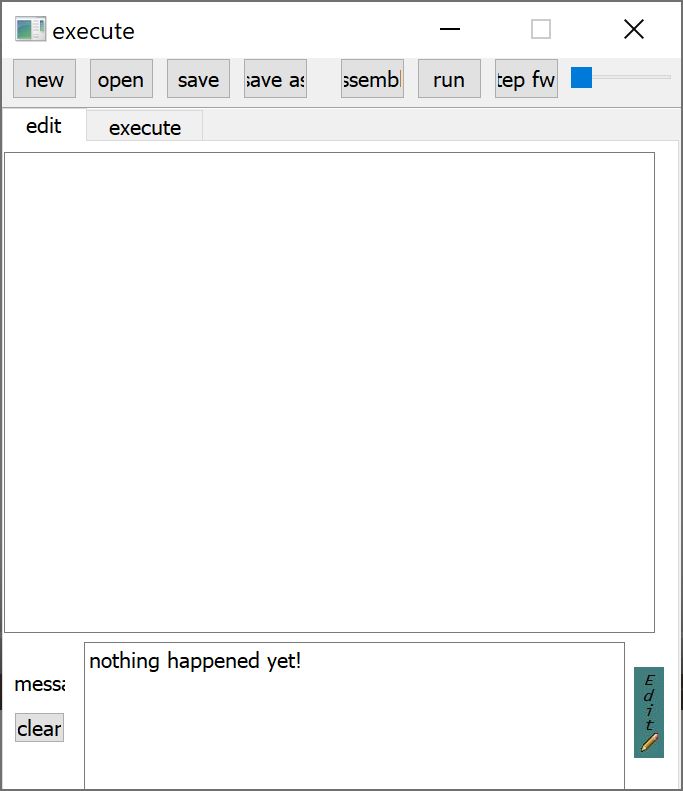 execute
new open save save as ssembl run tep fw
edit execute
nothing happened yet!
messa
clear
Edit